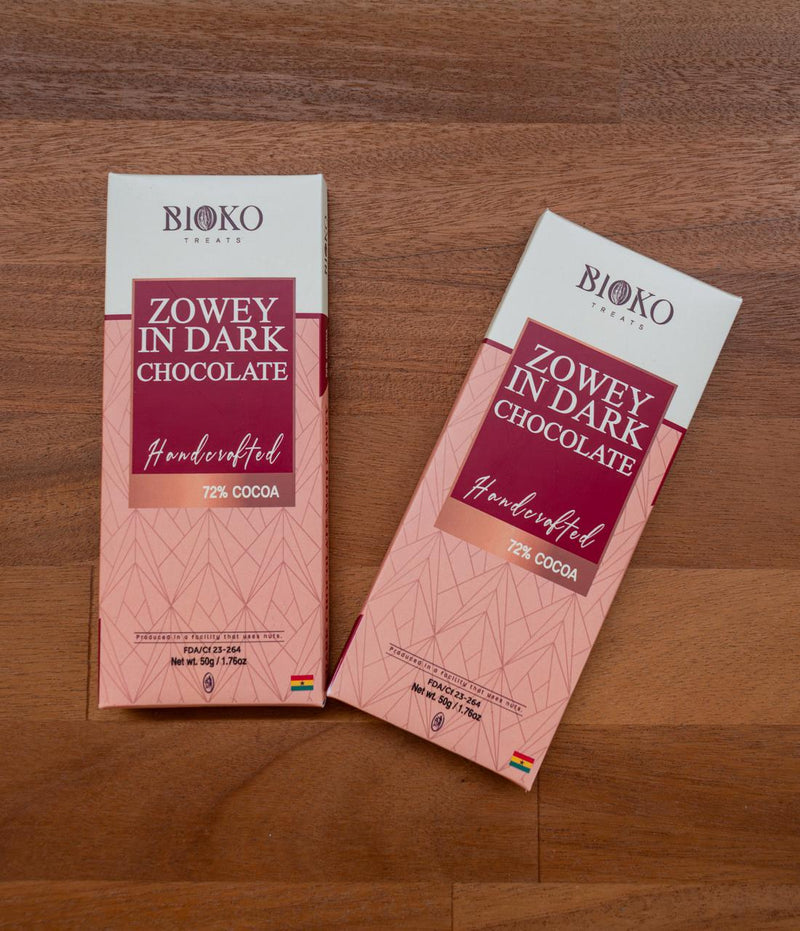 BIOKO
TREATS
ZOWEY
IN DARK
CHOCOLATE
Handcrafted
72% COCOA
Produced in a facility that uses nuts.
FDA/Cf 23-264
Net wt. 50g / 1.76oz
BIOKO
TREATS
ZOWEY
IN DARK
CHOCOLATE
Handcrafted
72% COCOA
Produced in a facility that uses nuts.
FDA/Cf 23-264
Net wt. 50g / 1.76oz